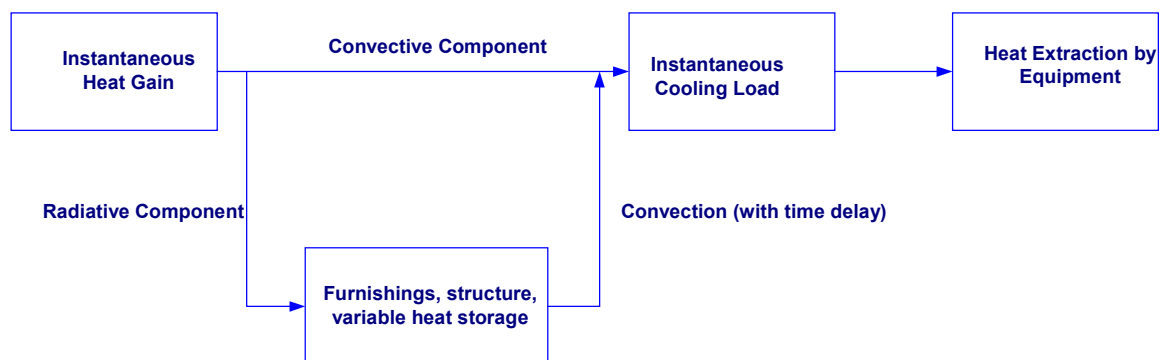 Instantaneous
Heat Gain
Convective Component
Instantaneous
Cooling Load
Heat Extraction by
Equipment
Radiative Component
Convection (with time delay)
Furnishings, structure,
variable heat storage